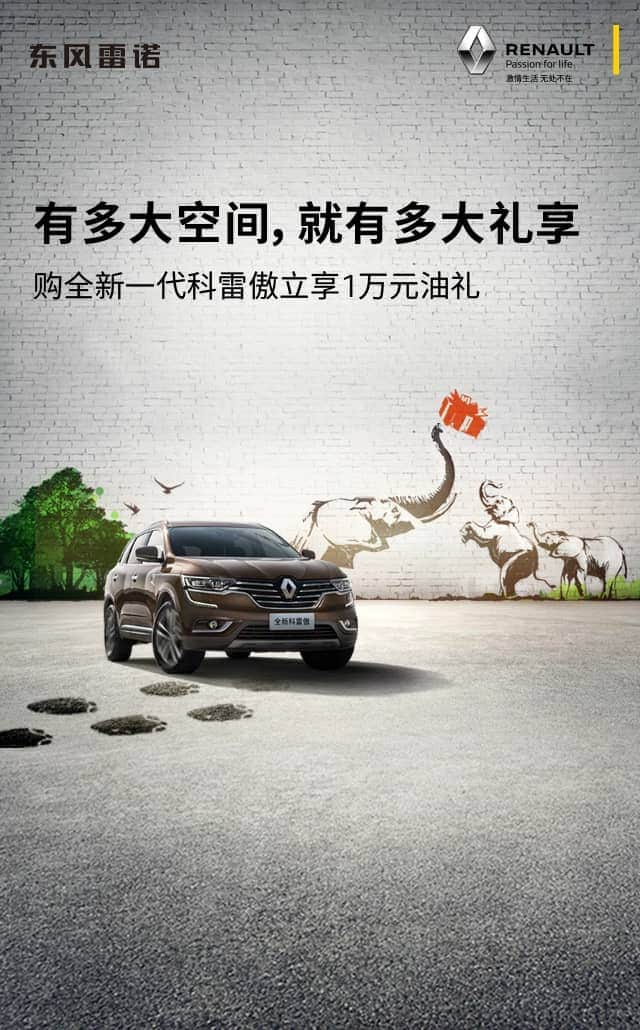 东风雷诺
RENAULT
Passion for life
激情生活 无处不在
有多大空间，就有多大礼享
购全新一代科雷傲立享1万元油礼
全新科雷傲